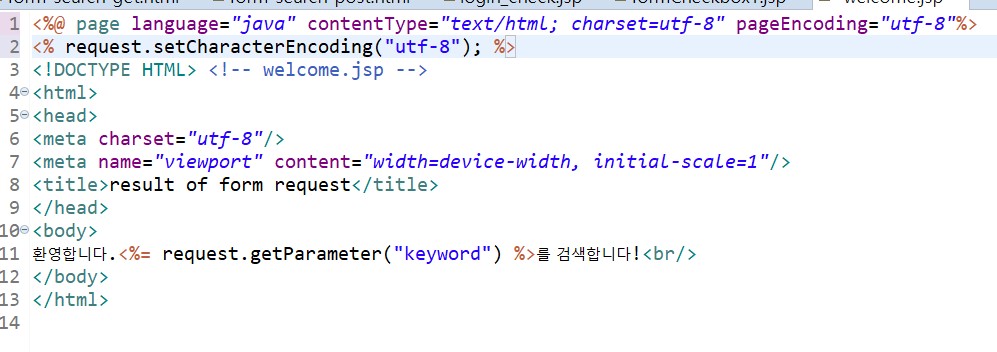 form-search-get.html form-search-post.html login_check.jsp formcheckbox1.jsp welcome.jsp
1 <%@ page language="java" contentType="text/html; charset=utf-8" pageEncoding="utf-8"%>
2 <% request.setCharacterEncoding("utf-8"); %>
3 <!DOCTYPE HTML> <!-- welcome.jsp -->
4 <html>
5 <head>
6 <meta charset="utf-8"/>
7 <meta name="viewport" content="width=device-width, initial-scale=1"/>
8 <title>result of form request</title>
9 </head>
10 <body>
11 환영합니다.<%= request.getParameter("keyword") %>를 검색합니다!<br/>
12 </body>
13 </html>
14